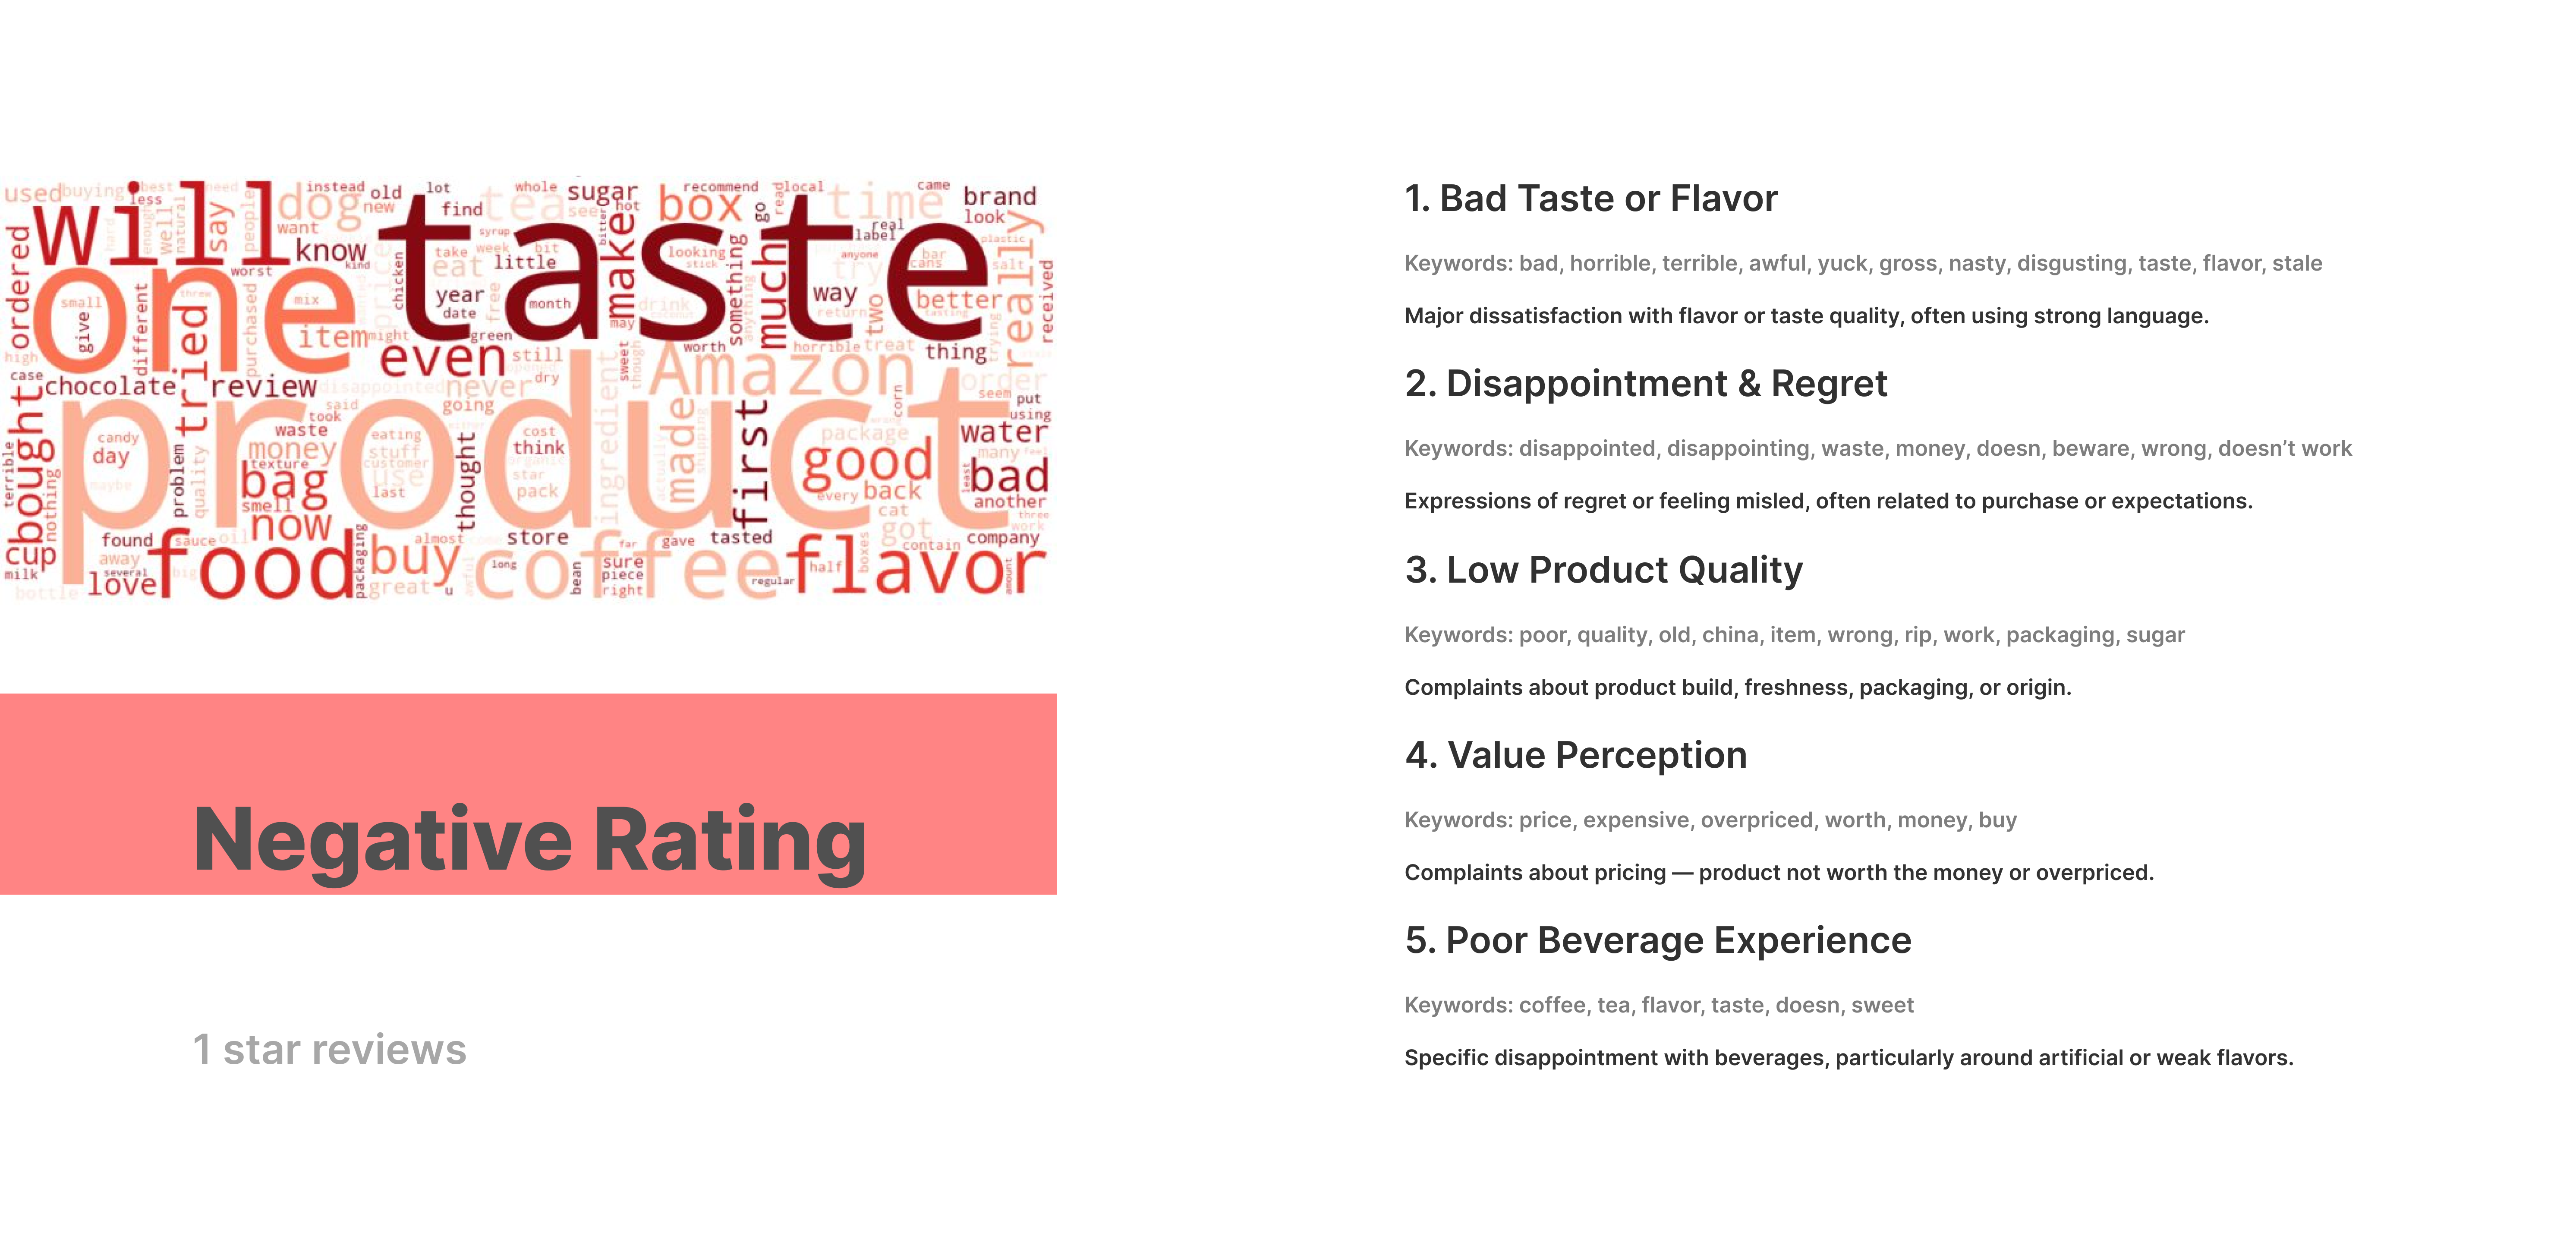 used buying best less need instead old lot whole sugar recommend local came brand
will dog new find tea see hot box read go time real look
ordered hard enough well natural say people want know kind syrup bitter make label really plastic
one worst price chicken take week bit looking stick something much anyone try bar cans salt received
small give different threw mix purchased eat little year date free month drink anything way return two better tasting trying
taste
high tried item might green may worth horrible treat thing
case chocolate review even still opened sweet though Amazon order
disappointed never dry ingredient corn seem put using
said took going
product
bought terrible nothing candy day maybe problem quality waste money texture bag smell now eating stuff customer use last thought cost think organic star pack actually made shipping first package good every back cat least water many feel bad another three work
cup milk bottle found away several love sauce oil big food packaging buy almost great u awful long coffee store bean far sure piece right gave tasted regular half boxes got contain flavor company amount
Negative Rating
1 star reviews
1. Bad Taste or Flavor
Keywords: bad, horrible, terrible, awful, yuck, gross, nasty, disgusting, taste, flavor, stale
Major dissatisfaction with flavor or taste quality, often using strong language.
2. Disappointment & Regret
Keywords: disappointed, disappointing, waste, money, doesn, beware, wrong, doesn’t work
Expressions of regret or feeling misled, often related to purchase or expectations.
3. Low Product Quality
Keywords: poor, quality, old, china, item, wrong, rip, work, packaging, sugar
Complaints about product build, freshness, packaging, or origin.
4. Value Perception
Keywords: price, expensive, overpriced, worth, money, buy
Complaints about pricing — product not worth the money or overpriced.
5. Poor Beverage Experience
Keywords: coffee, tea, flavor, taste, doesn, sweet
Specific disappointment with beverages, particularly around artificial or weak flavors.